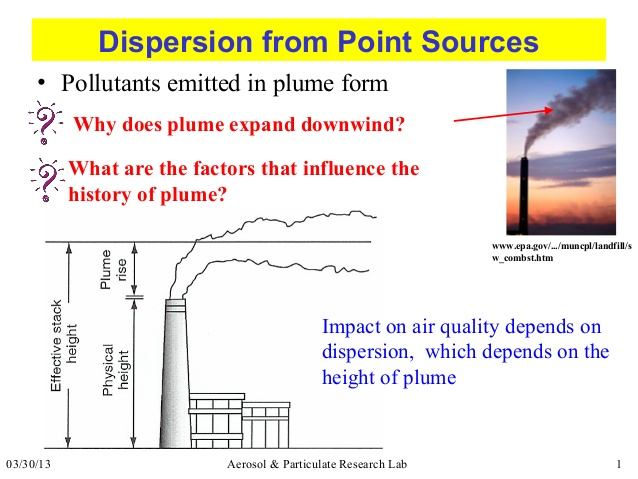 Dispersion from Point Sources
• Pollutants emitted in plume form
Why does plume expand downwind?
What are the factors that influence the
history of plume?
www.epa.gov/.../muncpl/landfill/s
w_combst.htm
Effective stack
height
Plume
rise
Physical
height
Impact on air quality depends on
dispersion, which depends on the
height of plume
03/30/13
Aerosol & Particulate Research Lab
1